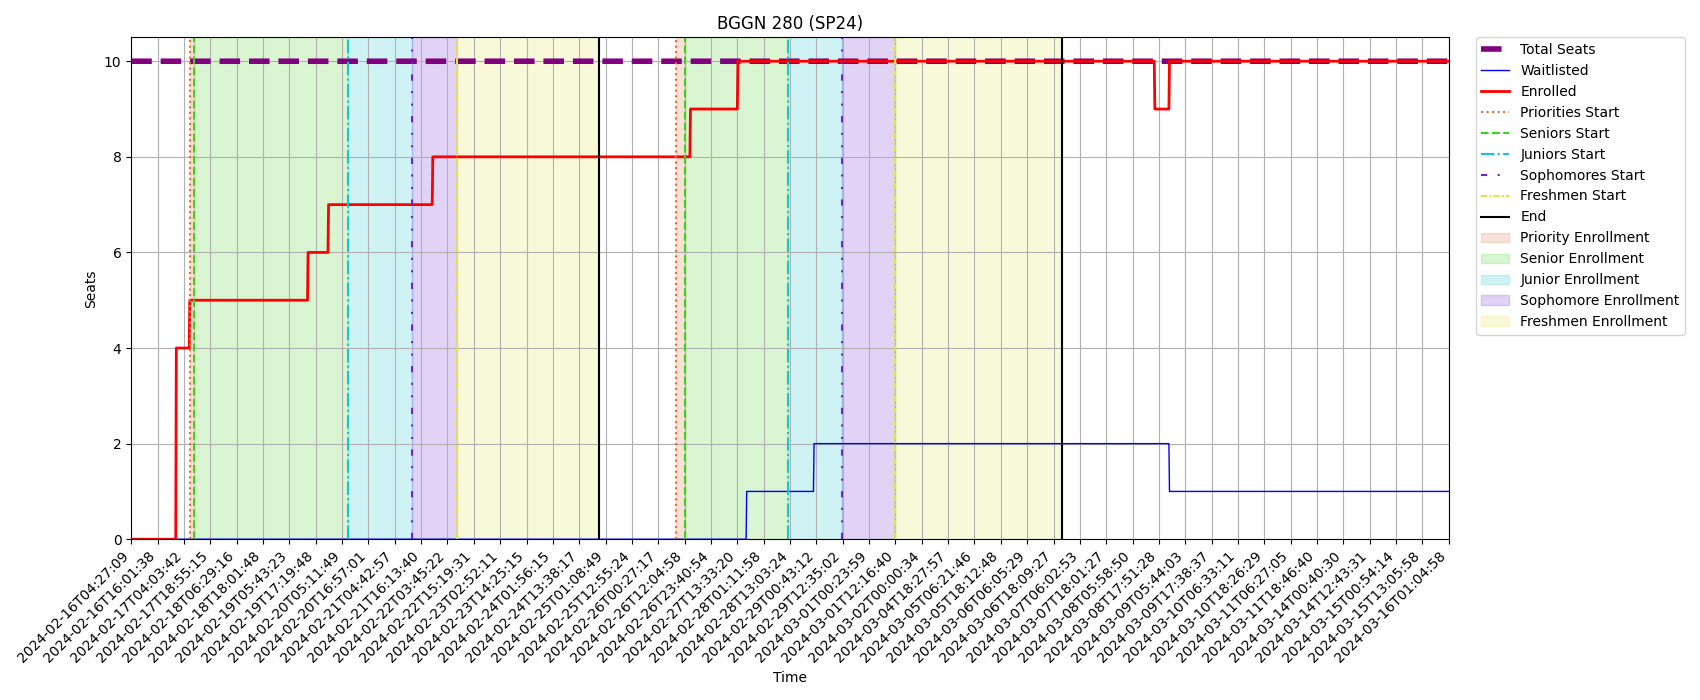 BGGN 280 (SP24)
Seats
10
8
6
4
2
0
2024-02-16T04:27:09
2024-02-16T16:01:38
2024-02-17T04:03:42
2024-02-17T18:55:15
2024-02-18T06:29:16
2024-02-18T18:01:48
2024-02-19T05:43:23
2024-02-19T17:19:48
2024-02-20T05:11:49
2024-02-20T16:57:01
2024-02-21T04:42:57
2024-02-21T16:13:40
2024-02-22T03:45:22
2024-02-22T15:19:31
2024-02-23T02:52:11
2024-02-23T14:25:15
2024-02-24T01:56:15
2024-02-24T13:38:17
2024-02-25T01:08:49
2024-02-25T12:55:24
2024-02-26T00:27:17
2024-02-26T12:04:58
2024-02-26T23:40:54
2024-02-27T13:33:20
2024-02-28T01:11:58
2024-02-28T13:03:24
2024-02-29T00:43:12
2024-02-29T12:35:02
2024-03-01T00:23:59
2024-03-01T12:16:40
2024-03-02T00:00:34
2024-03-04T18:27:57
2024-03-05T06:21:46
2024-03-05T18:12:48
2024-03-06T06:05:29
2024-03-06T18:09:27
2024-03-07T06:02:53
2024-03-07T18:01:27
2024-03-08T05:58:50
2024-03-08T17:51:28
2024-03-09T05:44:03
2024-03-09T17:38:37
2024-03-10T06:33:11
2024-03-10T18:26:29
2024-03-11T06:27:05
2024-03-11T18:46:40
2024-03-14T00:40:30
2024-03-14T12:43:31
2024-03-15T00:54:14
2024-03-15T13:05:58
2024-03-16T01:04:58
Time
Total Seats
Waitlisted
Enrolled
Priorities Start
Seniors Start
Juniors Start
Sophomores Start
Freshmen Start
End
Priority Enrollment
Senior Enrollment
Junior Enrollment
Sophomore Enrollment
Freshmen Enrollment